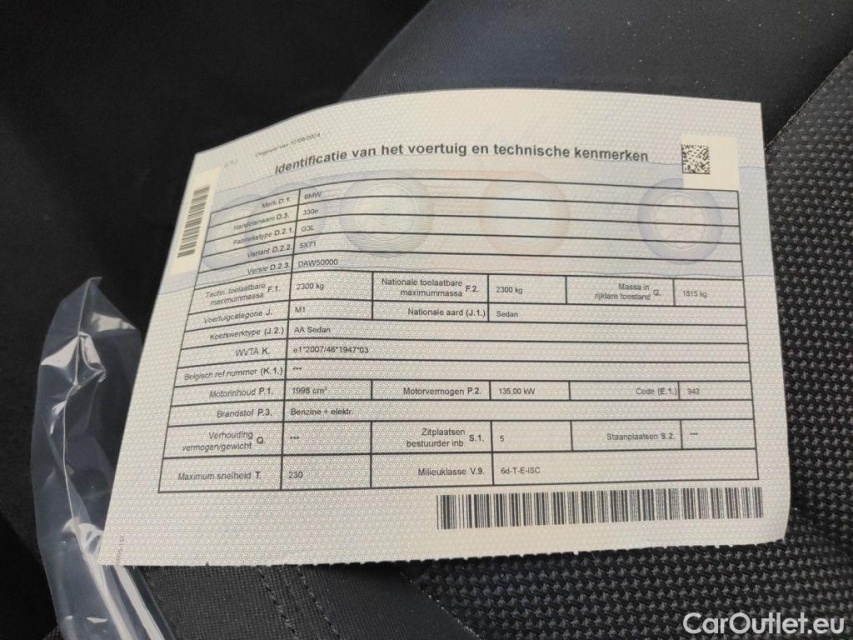 Identificatie van het voertuig en technische kenmerken
Merk D.1. BMW
Handelsnaam D.3. 330e
Fabriekstype D.2.1. G3L
Variant D.2.2. 5X71
Versie D.2.3. DAW50000
Techn. toelaatbare maximummassa F.1. 2300 kg Nationale toelaatbare maximummassa F.2. 2300 kg Massa in rijklare toestand G. 1815 kg
Voertuigcategorie J. M1 Nationale aard (J.1.) Sedan
Koetswerktype (J.2.) AA Sedan
WVTA K. e1*2007/46*1947*03
Belgisch ref.nummer (K.1.) ***
Motorinhoud P.1. 1998 cm³ Motorvermogen P.2. 135,00 kW Code (E.1.) 943
Brandstof P.3. Benzine + elektr.
Verhouding vermogen/gewicht Q. *** Zitplaatsen bestuurder inb. S.1. 5 Staanplaatsen S.2. ***
Maximum snelheid T. 230 Milieuklasse V.9. 6d-T-E-ISC
CarOutlet.eu